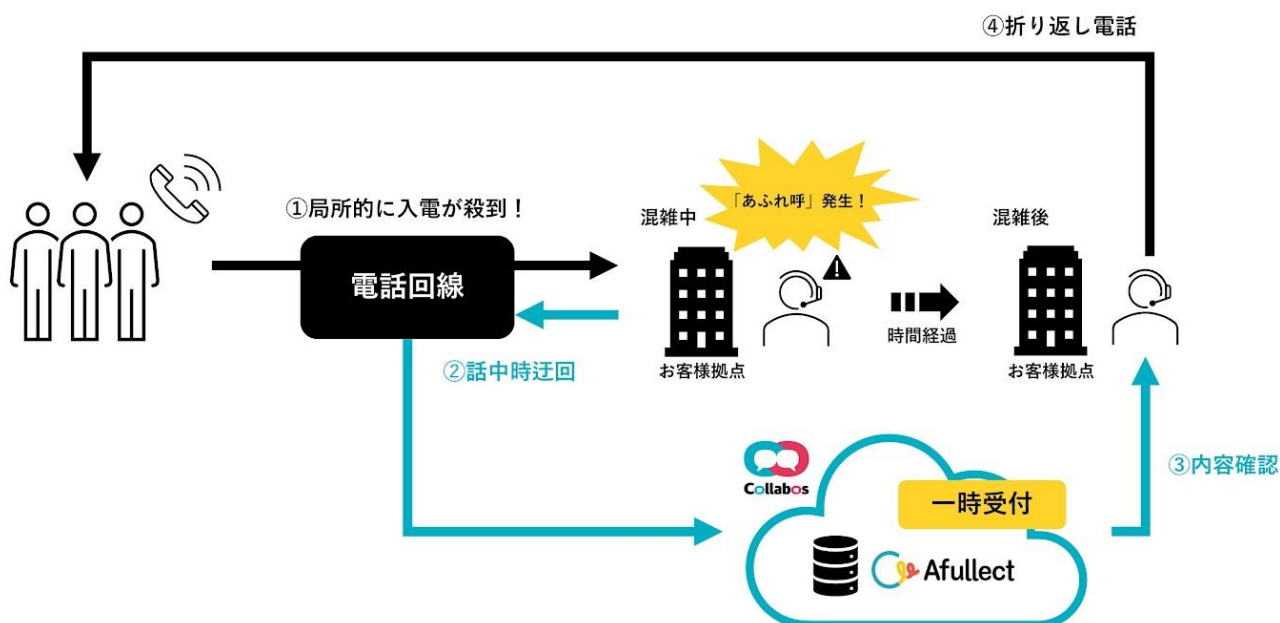 ④折り返し電話
①局所的に入電が殺到！
「あふれ呼」発生！
混雑中
混雑後
電話回線
時間経過
②話中時迂回
お客様拠点
お客様拠点
③内容確認
Collabos
一時受付
Afullect